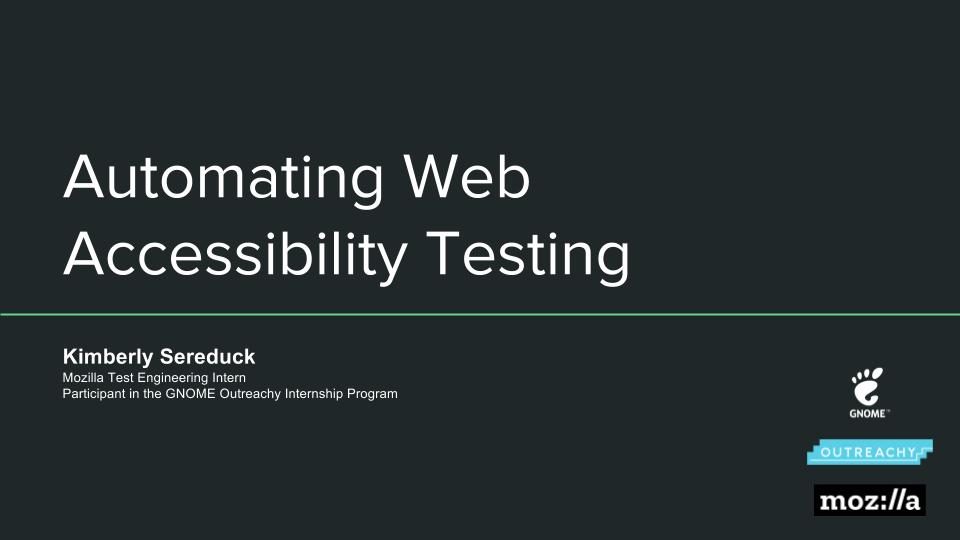 Automating Web
Accessibility Testing
Kimberly Sereduck
Mozilla Test Engineering Intern
Participant in the GNOME Outreachy Internship Program
GNOME™
OUTREACHY
moz://a